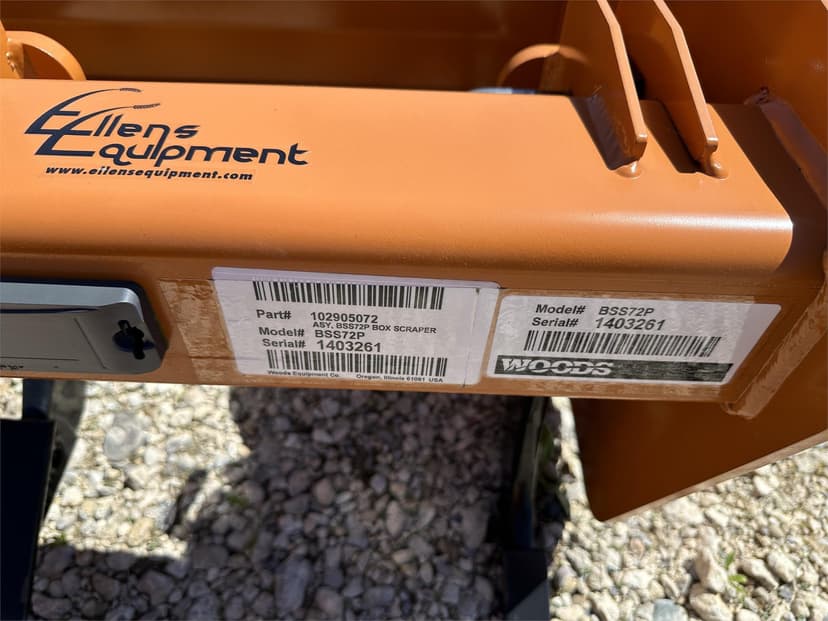 Eilens
Equipment
www.eilensequipment.com
Part# 102905072
ASY, BSS72P BOX SCRAPER
Model# BSS72P
Serial# 1403261
Woods Equipment Co. Oregon, Illinois 61061 USA
Model# BSS72P
Serial# 1403261
WOODS